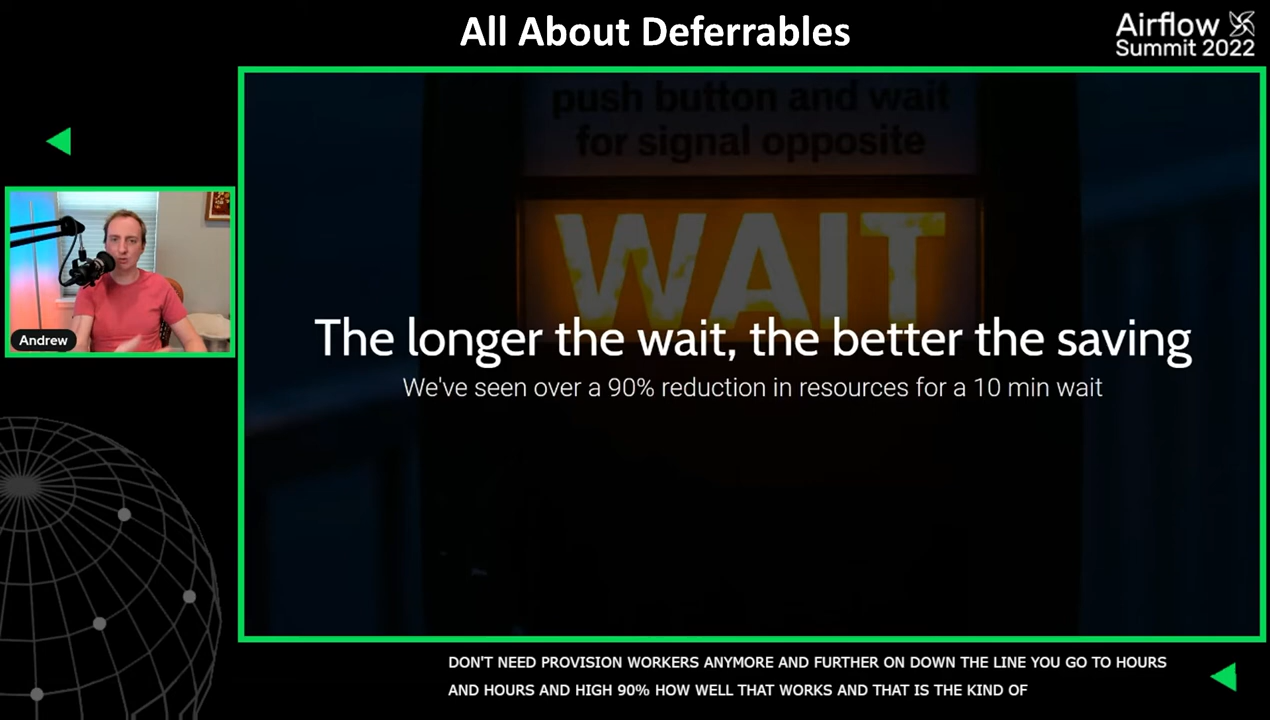 All About Deferrables
Airflow
Summit 2022
push button and wait
for signal opposite
WAIT
The longer the wait, the better the saving
We've seen over a 90% reduction in resources for a 10 min wait
Andrew
DON'T NEED PROVISION WORKERS ANYMORE AND FURTHER ON DOWN THE LINE YOU GO TO HOURS
AND HOURS AND HIGH 90% HOW WELL THAT WORKS AND THAT IS THE KIND OF